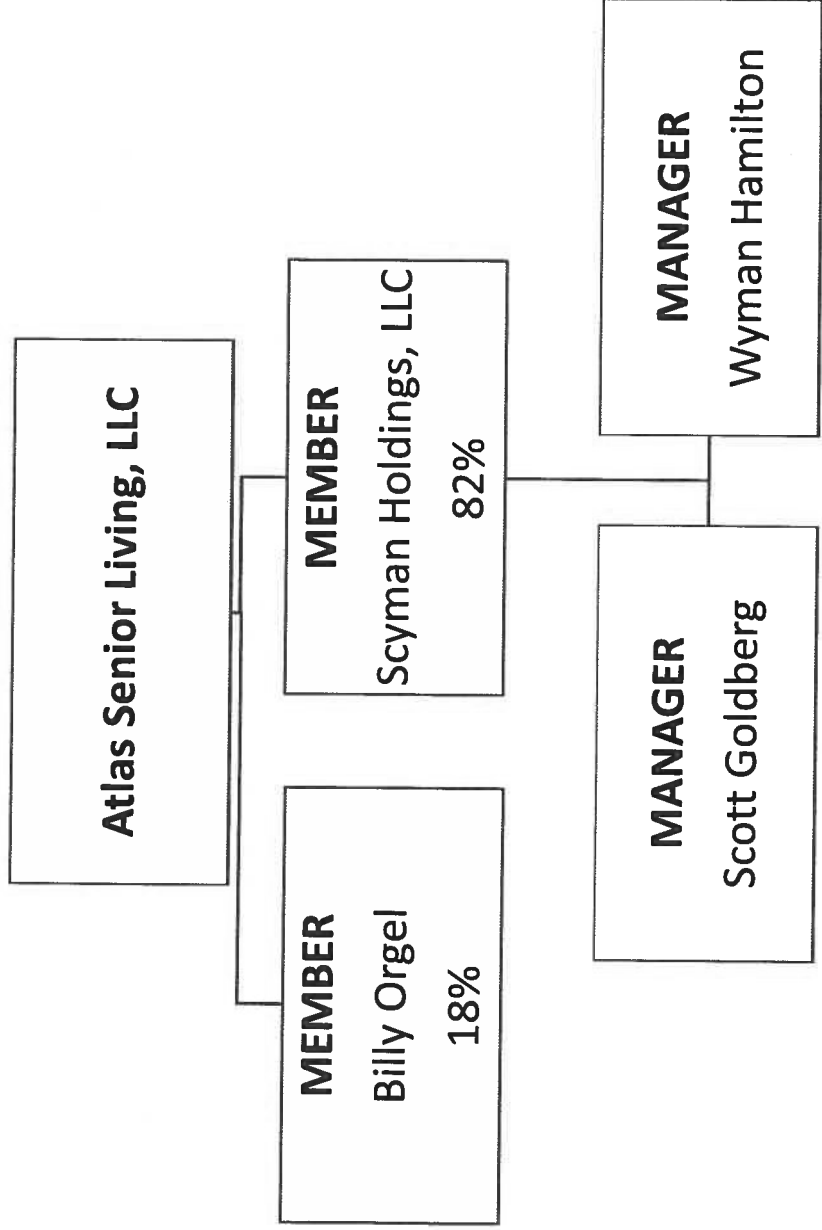 Atlas Senior Living, LLC
MEMBER
Billy Orgel
18%
MEMBER
Scyman Holdings, LLC
82%
MANAGER
Scott Goldberg
MANAGER
Wyman Hamilton